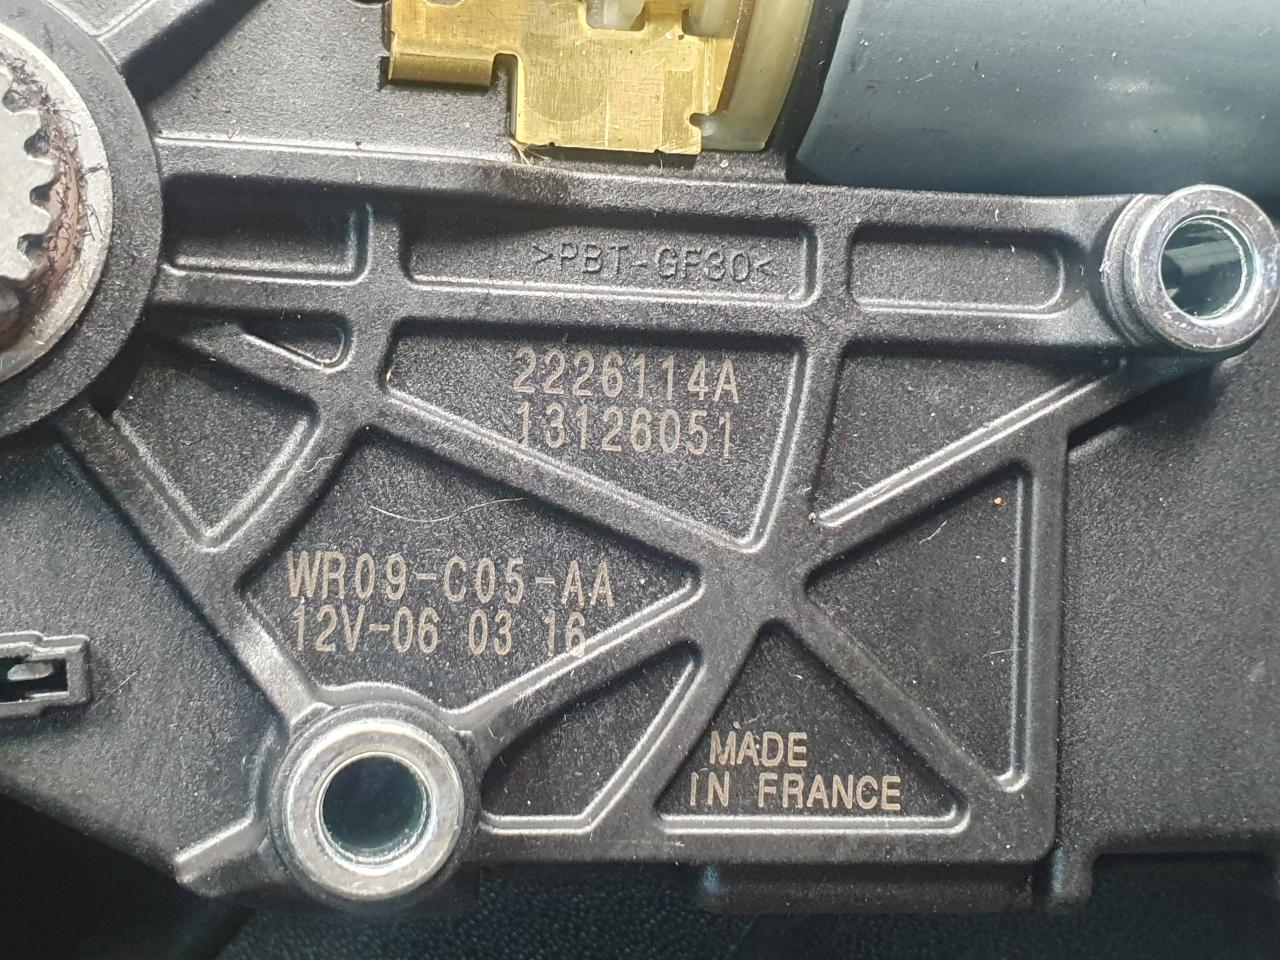 >PBT-GF30<
2226114A
13126051
WR09-C05-AA
12V-06 03 16
MADE
IN FRANCE